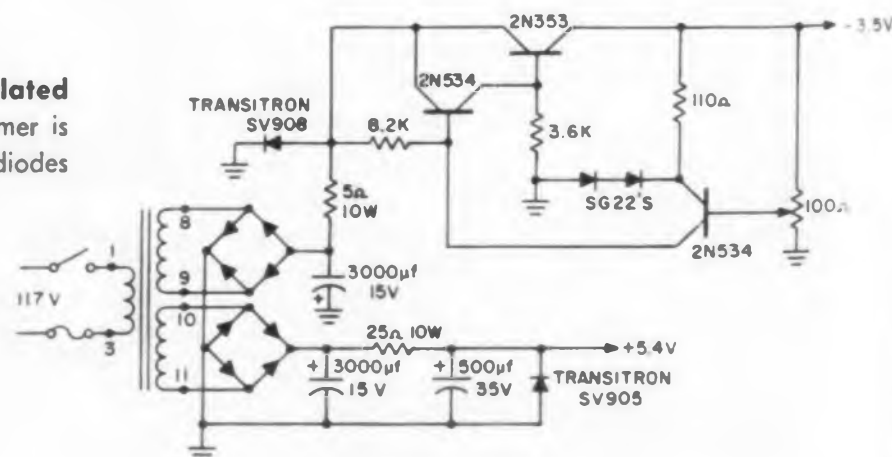 lated
mer is
diodes
2N353
- 3.5V
2N534
TRANSITRON
SV908
8.2K
3.6K
110Ω
5Ω
10W
SG22'S
100Ω
2N534
8
1
9
117 V
3000µf
15V
+
10
3
11
25Ω 10W
+5.4V
+ 3000µf
15 V
+ 500µf
35V
TRANSITRON
SV905